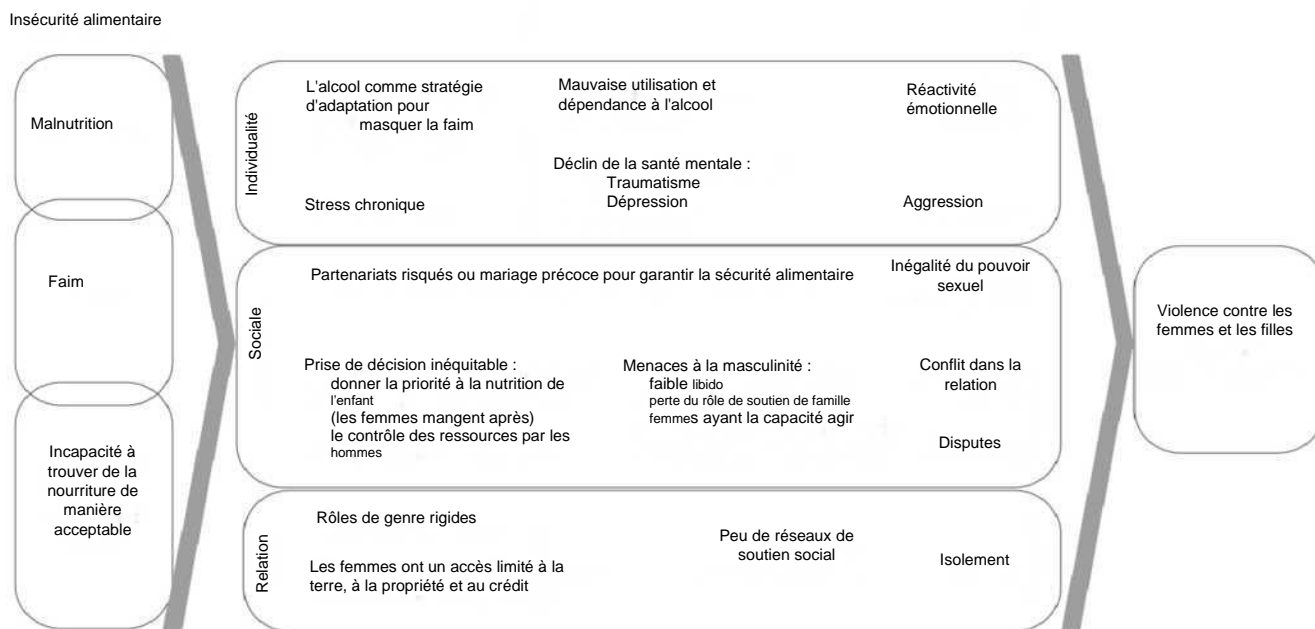 Insécurité alimentaire
Malnutrition
Faim
Incapacité à
trouver de la
nourriture de
manière
acceptable
Individualité
L'alcool comme stratégie
d'adaptation pour
masquer la faim
Mauvaise utilisation et
dépendance à l'alcool
Réactivité
émotionnelle
Stress chronique
Déclin de la santé mentale :
Traumatisme
Dépression
Aggression
Sociale
Partenariats risqués ou mariage précoce pour garantir la sécurité alimentaire
Inégalité du pouvoir
sexuel
Prise de décision inéquitable :
donner la priorité à la nutrition de
l'enfant
(les femmes mangent après)
le contrôle des ressources par les
hommes
Menaces à la masculinité :
faible libido
perte du rôle de soutien de famille
femmes ayant la capacité agir
Conflit dans la
relation
Disputes
Relation
Rôles de genre rigides
Les femmes ont un accès limité à la
terre, à la propriété et au crédit
Peu de réseaux de
soutien social
Isolement
Violence contre les
femmes et les filles